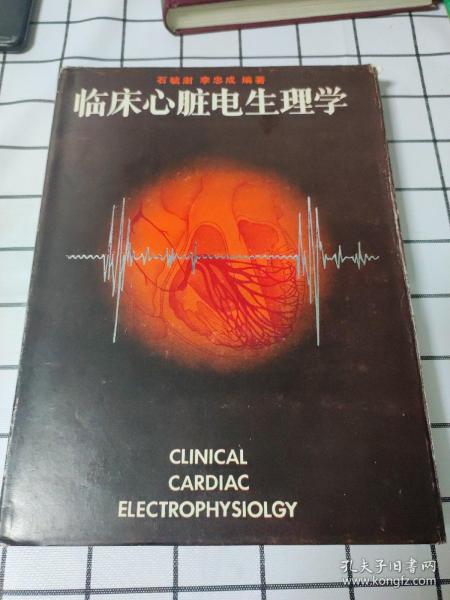 石毓澍 李忠成 编著
临床心脏电生理学
CLINICAL
CARDIAC
ELECTROPHYSIOLGY
孔夫子旧书网
www.kongfz.com